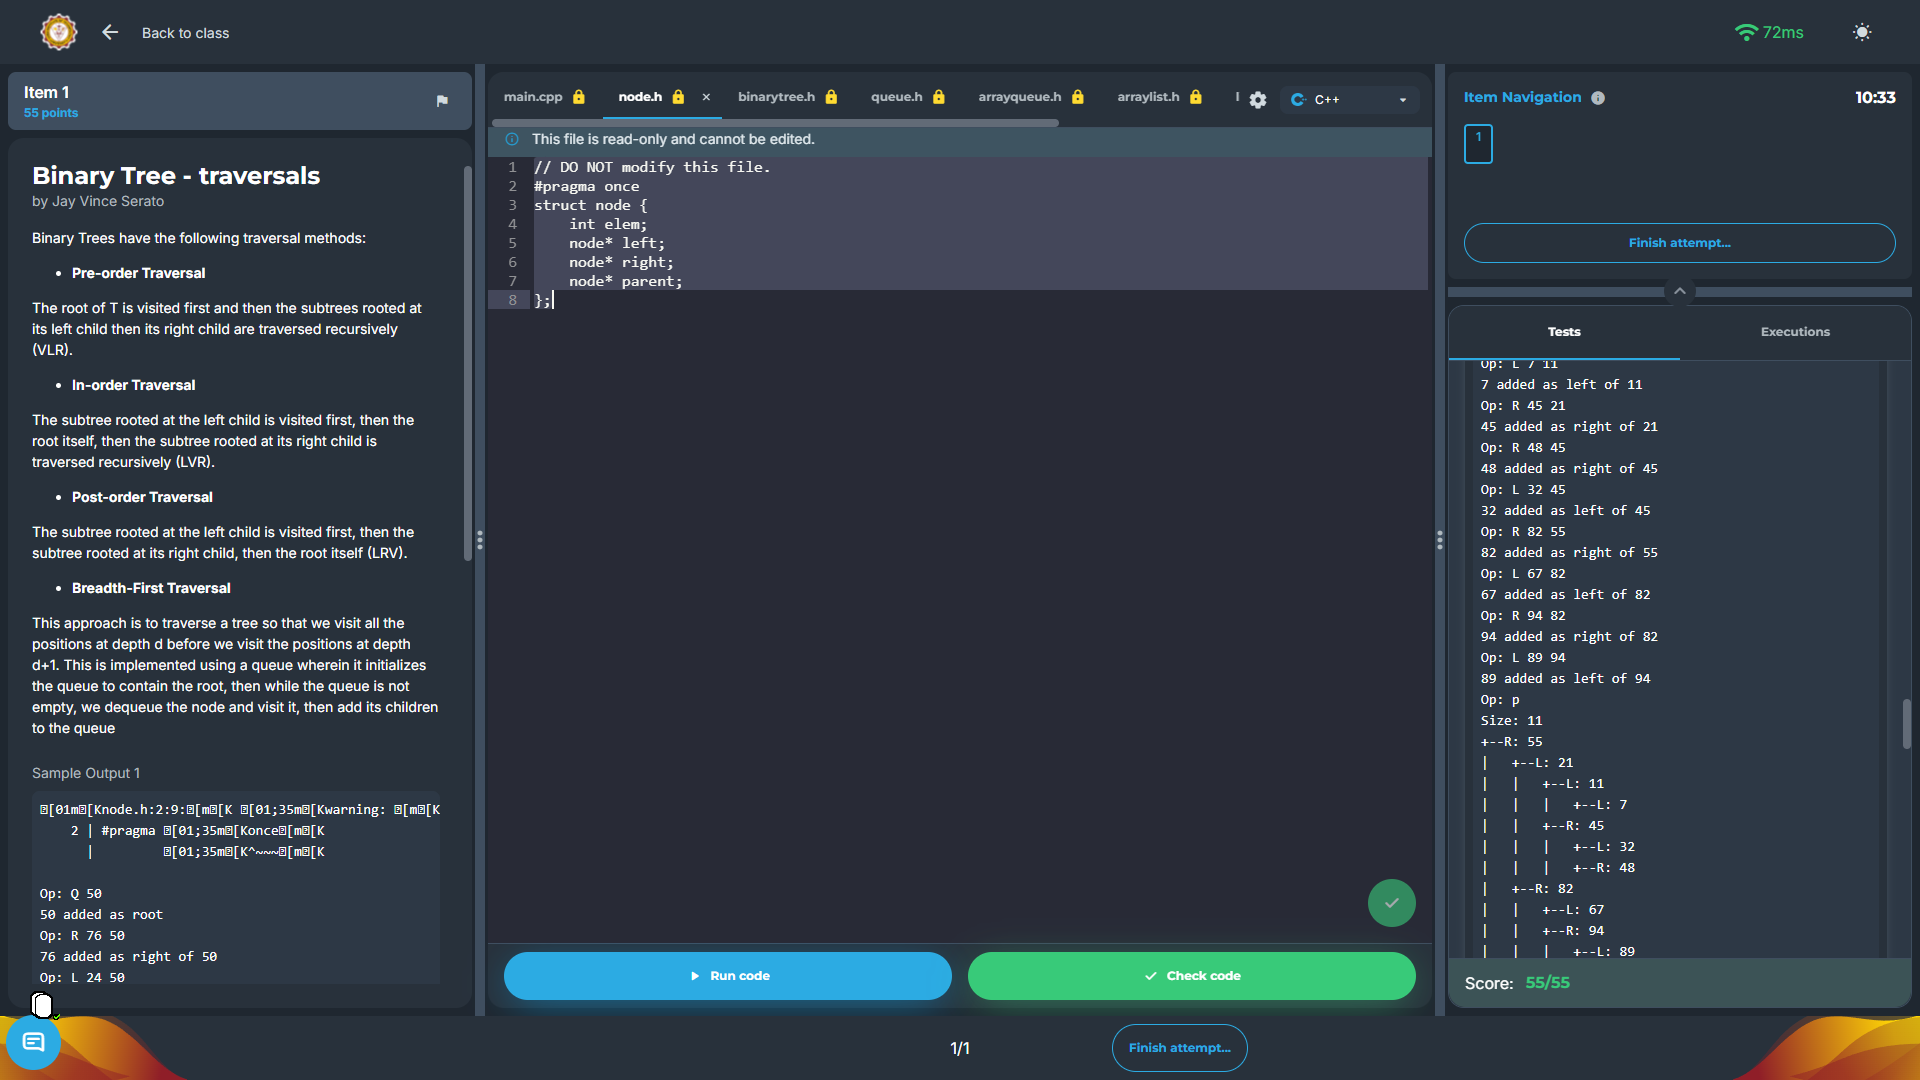 Back to class
72ms
Item 1
55 points
Binary Tree - traversals
by Jay Vince Serato
Binary Trees have the following traversal methods:
• Pre-order Traversal
The root of T is visited first and then the subtrees rooted at
its left child then its right child are traversed recursively
(VLR).
• In-order Traversal
The subtree rooted at the left child is visited first, then the
root itself, then the subtree rooted at its right child is
traversed recursively (LVR).
• Post-order Traversal
The subtree rooted at the left child is visited first, then the
subtree rooted at its right child, then the root itself (LRV).
• Breadth-First Traversal
This approach is to traverse a tree so that we visit all the
positions at depth d before we visit the positions at depth
d+1. This is implemented using a queue wherein it initializes
the queue to contain the root, then while the queue is not
empty, we dequeue the node and visit it, then add its children
to the queue
Sample Output 1
[01m[Knode.h:2:9:[m[K [01;35m[Kwarning: [m[K
2 | #pragma [01;35m[Konce[m[K
| [01;35m[K^~~~[m[K
Op: Q 50
50 added as root
Op: R 76 50
76 added as right of 50
Op: L 24 50
main.cpp node.h × binarytree.h queue.h arrayqueue.h arraylist.h C++
This file is read-only and cannot be edited.
1 // DO NOT modify this file.
2 #pragma once
3 struct node {
4 int elem;
5 node* left;
6 node* right;
7 node* parent;
8 };
Run code
Check code
Item Navigation 10:33
1
Finish attempt...
Tests Executions
Op: L 7 11
7 added as left of 11
Op: R 45 21
45 added as right of 21
Op: R 48 45
48 added as right of 45
Op: L 32 45
32 added as left of 45
Op: R 82 55
82 added as right of 55
Op: L 67 82
67 added as left of 82
Op: R 94 82
94 added as right of 82
Op: L 89 94
89 added as left of 94
Op: p
Size: 11
+--R: 55
| +--L: 21
| | +--L: 11
| | | +--L: 7
| | +--R: 45
| | | +--L: 32
| | | +--R: 48
| +--R: 82
| | +--L: 67
| | +--R: 94
| | | +--L: 89
Score: 55/55
1/1
Finish attempt...